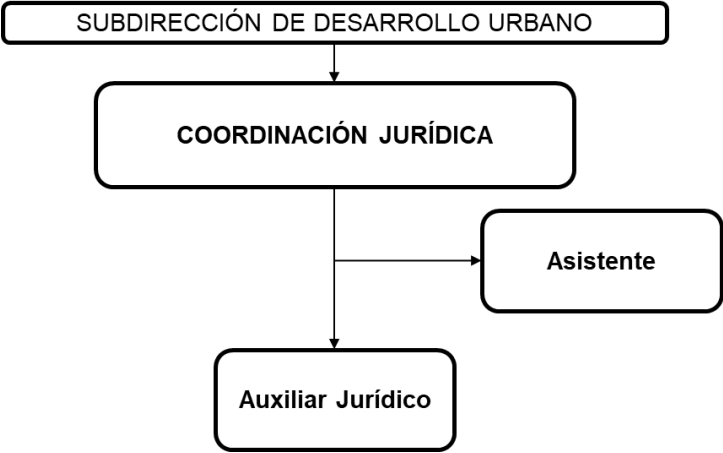 SUBDIRECCIÓN DE DESARROLLO URBANO
COORDINACIÓN JURÍDICA
Asistente
Auxiliar Jurídico